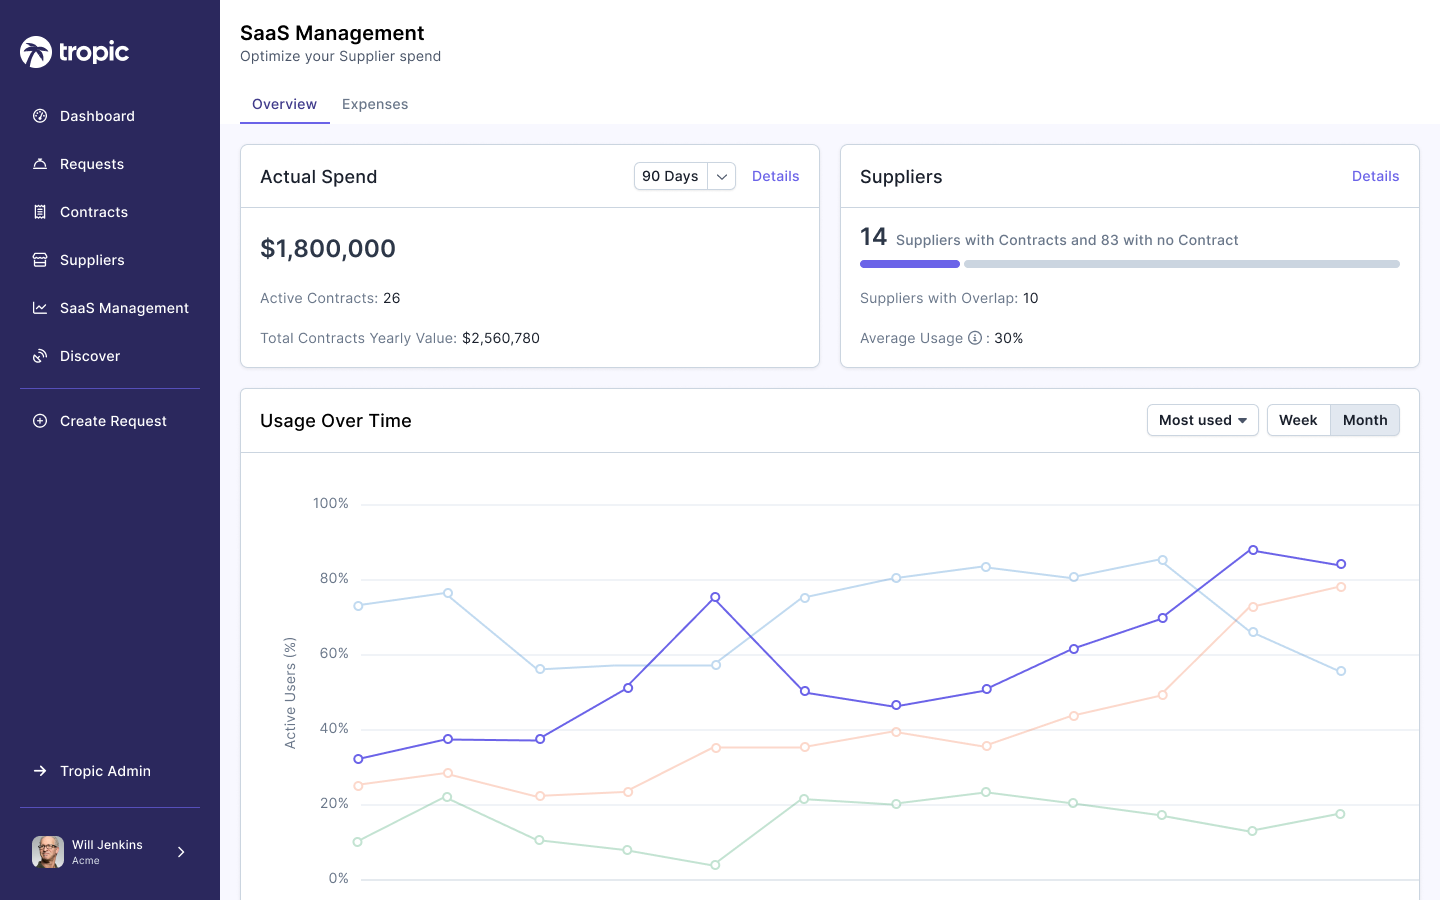 tropic
Dashboard
Requests
Contracts
Suppliers
SaaS Management
Discover
Create Request
Tropic Admin
Will Jenkins
Acme
SaaS Management
Optimize your Supplier spend
Overview Expenses
Actual Spend 90 Days Details
$1,800,000
Active Contracts: 26
Total Contracts Yearly Value: $2,560,780
Suppliers Details
14 Suppliers with Contracts and 83 with no Contract
Suppliers with Overlap: 10
Average Usage : 30%
Usage Over Time Most used Week Month
Active Users (%)
100%
80%
60%
40%
20%
0%